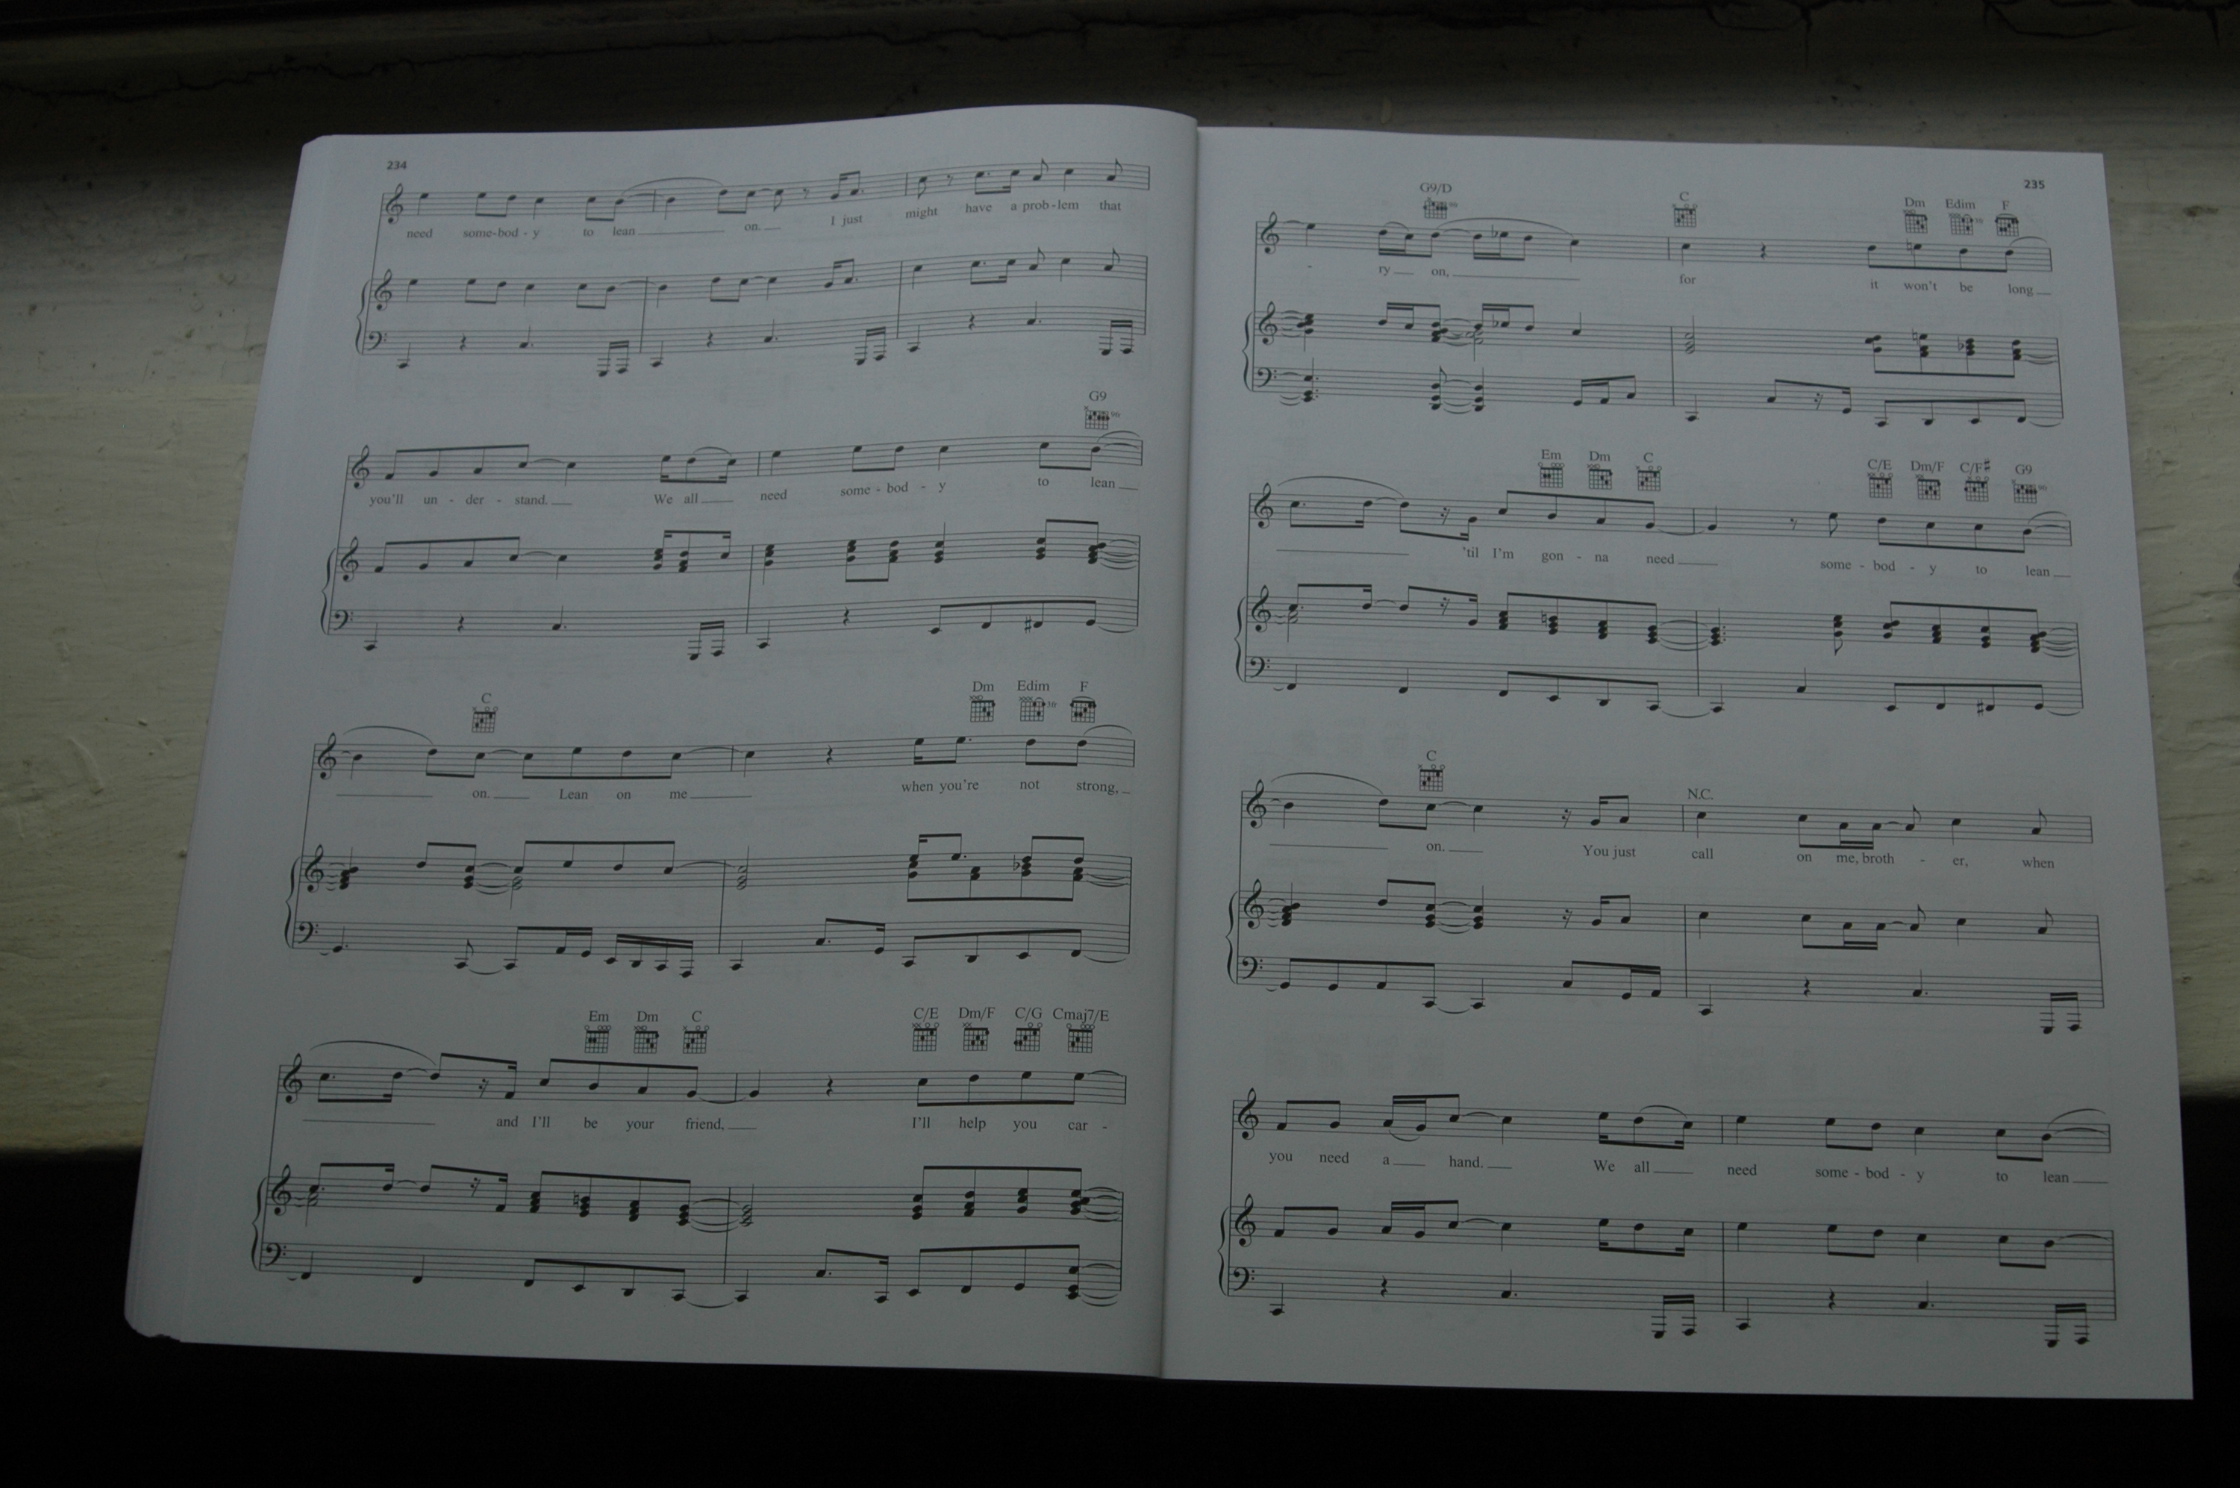 234
need some-bod - y to lean on. I just might have a prob - lem that
G9
you'll un - der - stand. We all need some - bod - y to lean
C Dm Edim F
on. Lean on me when you're not strong,
Em Dm C C/E Dm/F C/G Cmaj7/E
and I'll be your friend, I'll help you car -
235
G9/D C Dm Edim F
- ry on, for it won't be long
Em Dm C C/E Dm/F C/F# G9
'til I'm gon - na need some - bod - y to lean
C N.C.
on. You just call on me, broth - er, when
you need a hand. We all need some - bod - y to lean